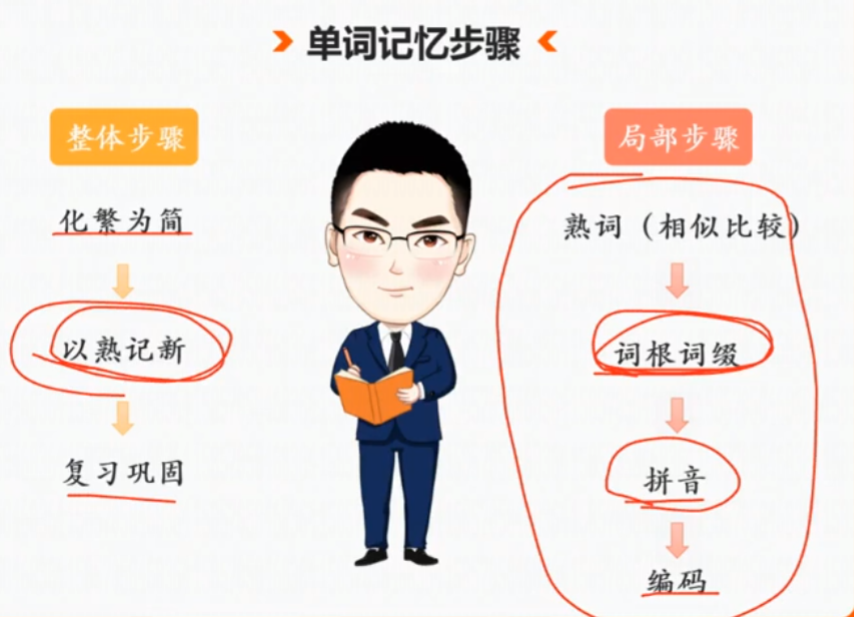 单词记忆步骤
整体步骤
化繁为简
以熟记新
复习巩固
局部步骤
熟词（相似比较）
词根词缀
拼音
编码